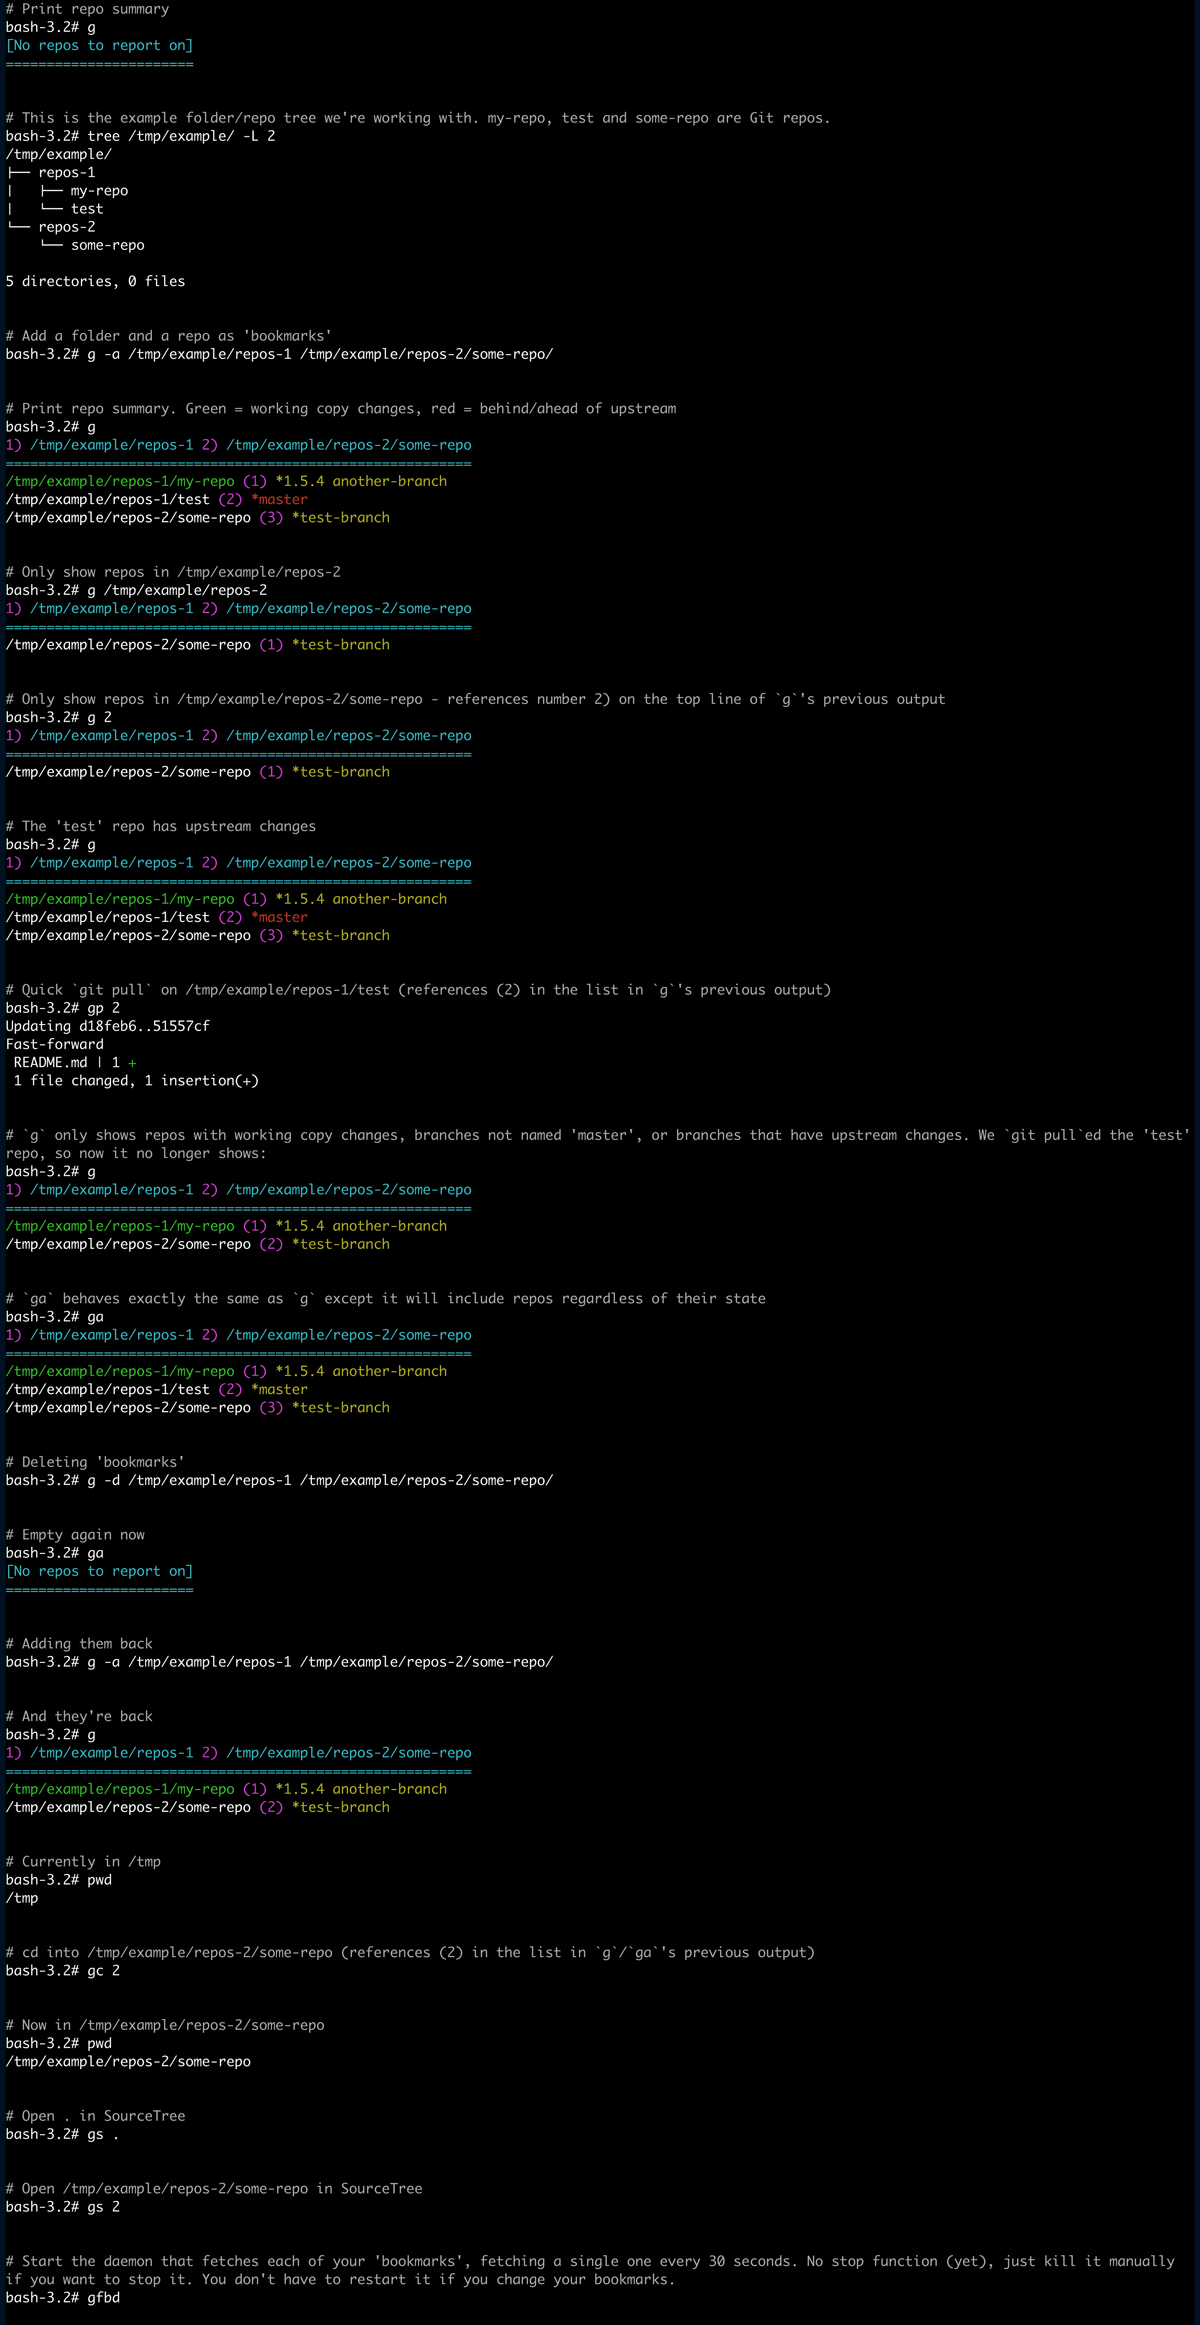 # Print repo summary
bash-3.2# g
[No repos to report on]
=======================
# This is the example folder/repo tree we're working with. my-repo, test and some-repo are Git repos.
bash-3.2# tree /tmp/example/ -L 2
/tmp/example/
├── repos-1
|   ├── my-repo
|   └── test
└── repos-2
    └── some-repo
5 directories, 0 files
# Add a folder and a repo as 'bookmarks'
bash-3.2# g -a /tmp/example/repos-1 /tmp/example/repos-2/some-repo/
# Print repo summary. Green = working copy changes, red = behind/ahead of upstream
bash-3.2# g
1) /tmp/example/repos-1 2) /tmp/example/repos-2/some-repo
=========================================================
/tmp/example/repos-1/my-repo (1) *1.5.4 another-branch
/tmp/example/repos-1/test (2) *master
/tmp/example/repos-2/some-repo (3) *test-branch
# Only show repos in /tmp/example/repos-2
bash-3.2# g /tmp/example/repos-2
1) /tmp/example/repos-1 2) /tmp/example/repos-2/some-repo
=========================================================
/tmp/example/repos-2/some-repo (1) *test-branch
# Only show repos in /tmp/example/repos-2/some-repo - references number 2) on the top line of `g`'s previous output
bash-3.2# g 2
1) /tmp/example/repos-1 2) /tmp/example/repos-2/some-repo
=========================================================
/tmp/example/repos-2/some-repo (1) *test-branch
# The 'test' repo has upstream changes
bash-3.2# g
1) /tmp/example/repos-1 2) /tmp/example/repos-2/some-repo
=========================================================
/tmp/example/repos-1/my-repo (1) *1.5.4 another-branch
/tmp/example/repos-1/test (2) *master
/tmp/example/repos-2/some-repo (3) *test-branch
# Quick `git pull` on /tmp/example/repos-1/test (references (2) in the list in `g`'s previous output)
bash-3.2# gp 2
Updating d18feb6..51557cf
Fast-forward
 README.md | 1 +
 1 file changed, 1 insertion(+)
# `g` only shows repos with working copy changes, branches not named 'master', or branches that have upstream changes. We `git pull`ed the 'test'
repo, so now it no longer shows:
bash-3.2# g
1) /tmp/example/repos-1 2) /tmp/example/repos-2/some-repo
=========================================================
/tmp/example/repos-1/my-repo (1) *1.5.4 another-branch
/tmp/example/repos-2/some-repo (2) *test-branch
# `ga` behaves exactly the same as `g` except it will include repos regardless of their state
bash-3.2# ga
1) /tmp/example/repos-1 2) /tmp/example/repos-2/some-repo
=========================================================
/tmp/example/repos-1/my-repo (1) *1.5.4 another-branch
/tmp/example/repos-1/test (2) *master
/tmp/example/repos-2/some-repo (3) *test-branch
# Deleting 'bookmarks'
bash-3.2# g -d /tmp/example/repos-1 /tmp/example/repos-2/some-repo/
# Empty again now
bash-3.2# ga
[No repos to report on]
=======================
# Adding them back
bash-3.2# g -a /tmp/example/repos-1 /tmp/example/repos-2/some-repo/
# And they're back
bash-3.2# g
1) /tmp/example/repos-1 2) /tmp/example/repos-2/some-repo
=========================================================
/tmp/example/repos-1/my-repo (1) *1.5.4 another-branch
/tmp/example/repos-2/some-repo (2) *test-branch
# Currently in /tmp
bash-3.2# pwd
/tmp
# cd into /tmp/example/repos-2/some-repo (references (2) in the list in `g`/`ga`'s previous output)
bash-3.2# gc 2
# Now in /tmp/example/repos-2/some-repo
bash-3.2# pwd
/tmp/example/repos-2/some-repo
# Open . in SourceTree
bash-3.2# gs .
# Open /tmp/example/repos-2/some-repo in SourceTree
bash-3.2# gs 2
# Start the daemon that fetches each of your 'bookmarks', fetching a single one every 30 seconds. No stop function (yet), just kill it manually
if you want to stop it. You don't have to restart it if you change your bookmarks.
bash-3.2# gfbd